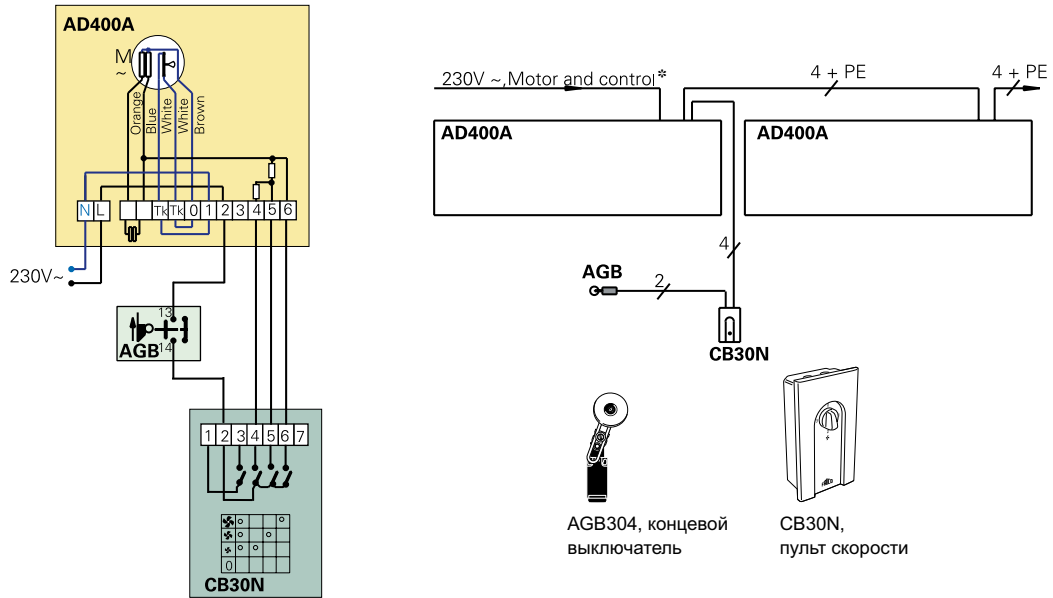 AD400A
M
~
Orange
Blue
White
White
Brown
N L Tk Tk 0 1 2 3 4 5 6
230V~
13
AGB
14
1 2 3 4 5 6 7
0
CB30N
230V ~,Motor and control*
4 + PE
4 + PE
AD400A
AD400A
4
AGB
2
CB30N
AGB304, концевой
выключатель
CB30N,
пульт скорости